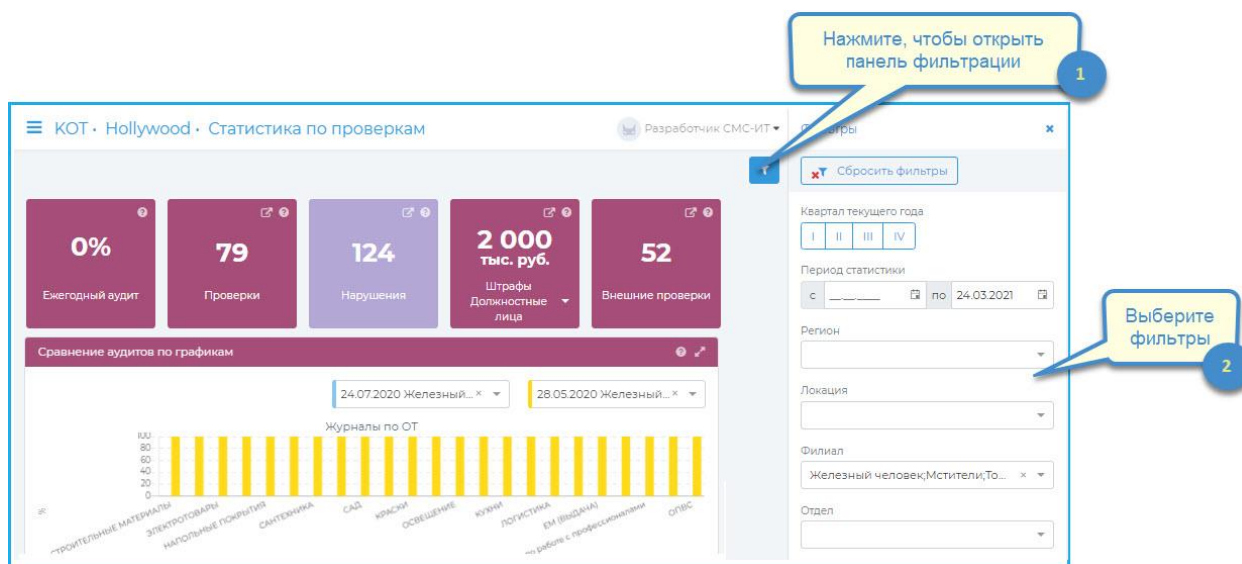 Нажмите, чтобы открыть
панель фильтрации
1
КОТ · Hollywood · Статистика по проверкам
Разработчик СМС-ИТ
Фильтры
Сбросить фильтры
0%
Ежегодный аудит
79
Проверки
124
Нарушения
2 000
тыс. руб.
Штрафы
Должностные
лица
52
Внешние проверки
Квартал текущего года
I II III IV
Период статистики
с __.__.____ по 24.03.2021
Регион
Локация
Филиал
Железный человек;Мстители;То...
Отдел
Выберите
фильтры
2
Сравнение аудитов по графикам
24.07.2020 Железный...
28.05.2020 Железный...
Журналы по ОТ
100
80
60
40
20
0
СТРОИТЕЛЬНЫЕ МАТЕРИАЛЫ
ЭЛЕКТРОТОВАРЫ
НАПОЛЬНЫЕ ПОКРЫТИЯ
САНТЕХНИКА
САД
КРАСКИ
ОСВЕЩЕНИЕ
КУХНИ
ЛОГИСТИКА
ЕМ (ВЫДАЧА)
по работе с профессионалами
ОПВС